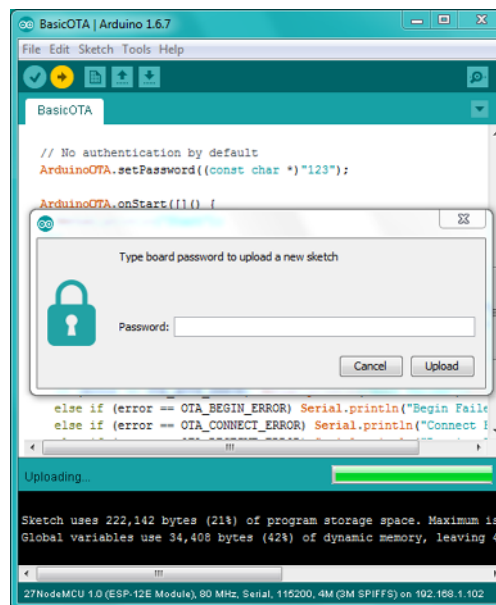 BasicOTA | Arduino 1.6.7
File Edit Sketch Tools Help
BasicOTA
// No authentication by default
ArduinoOTA.setPassword((const char *)"123");
ArduinoOTA.onStart([]() {
Type board password to upload a new sketch
Password:
Cancel Upload
else if (error == OTA_BEGIN_ERROR) Serial.println("Begin Faile
else if (error == OTA_CONNECT_ERROR) Serial.println("Connect
Uploading...
Sketch uses 222,142 bytes (21%) of program storage space. Maximum is
Global variables use 34,408 bytes (42%) of dynamic memory, leaving 4
27NodeMCU 1.0 (ESP-12E Module), 80 MHz, Serial, 115200, 4M (3M SPIFFS) on 192.168.1.102